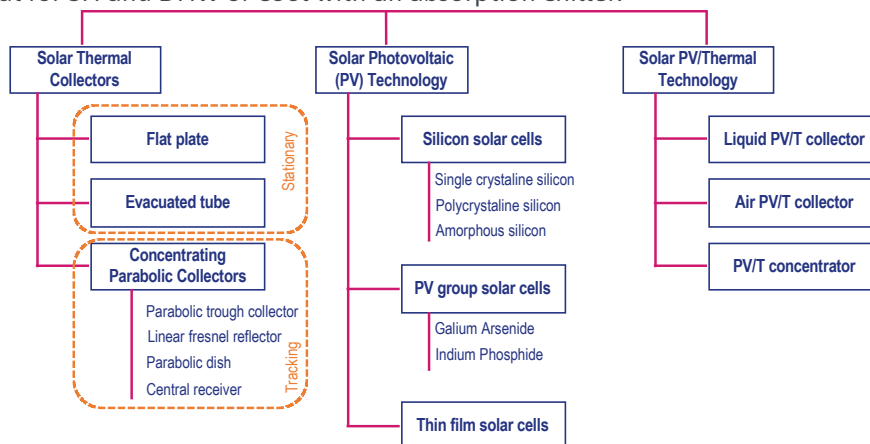 Solar Thermal
Collectors
Flat plate
Evacuated tube
Stationary
Concentrating
Parabolic Collectors
Parabolic trough collector
Linear fresnel reflector
Parabolic dish
Central receiver
Tracking
Solar Photovoltaic
(PV) Technology
Silicon solar cells
Single crystaline silicon
Polycrystaline silicon
Amorphous silicon
PV group solar cells
Galium Arsenide
Indium Phosphide
Thin film solar cells
Solar PV/Thermal
Technology
Liquid PV/T collector
Air PV/T collector
PV/T concentrator